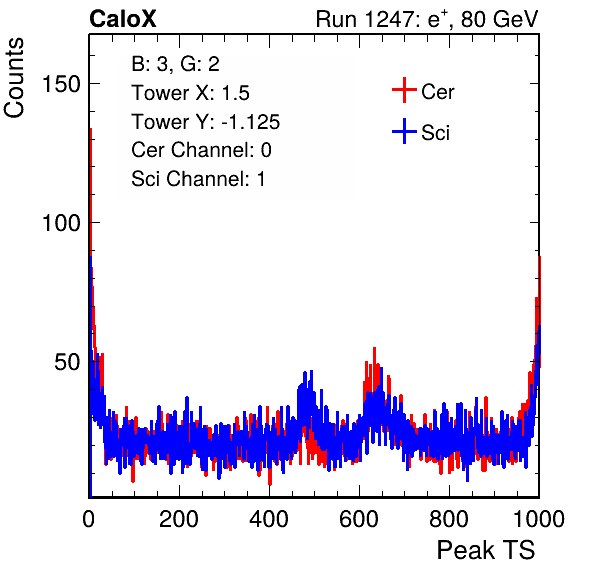 CaloX Run 1247: e⁺, 80 GeV
Counts
B: 3, G: 2
Tower X: 1.5
Tower Y: -1.125
Cer Channel: 0
Sci Channel: 1
Cer
Sci
150
100
50
0 200 400 600 800 1000
Peak TS